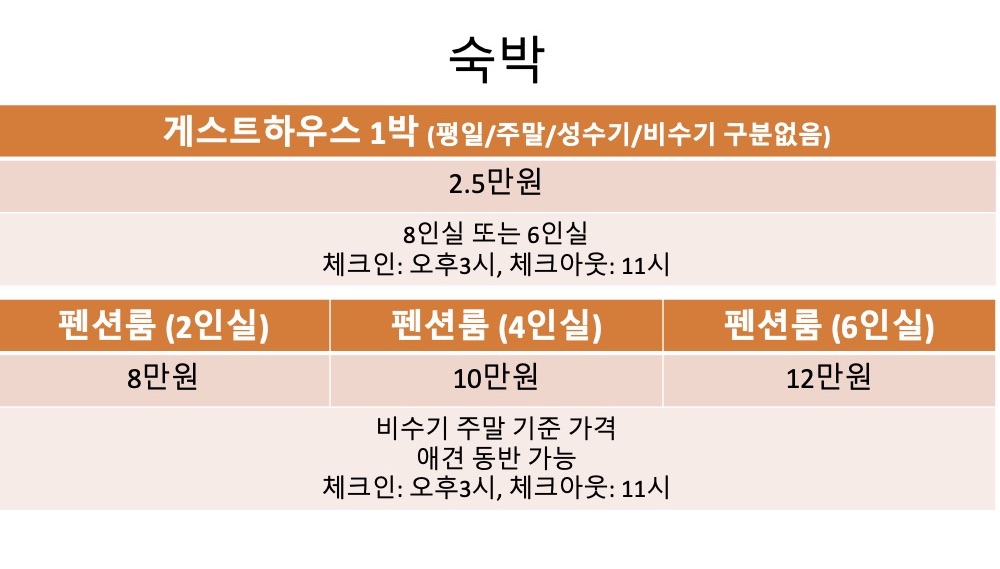 숙박
게스트하우스 1박 (평일/주말/성수기/비수기 구분없음)
2.5만원
8인실 또는 6인실
체크인: 오후3시, 체크아웃: 11시
펜션룸 (2인실) 펜션룸 (4인실) 펜션룸 (6인실)
8만원 10만원 12만원
비수기 주말 기준 가격
애견 동반 가능
체크인: 오후3시, 체크아웃: 11시